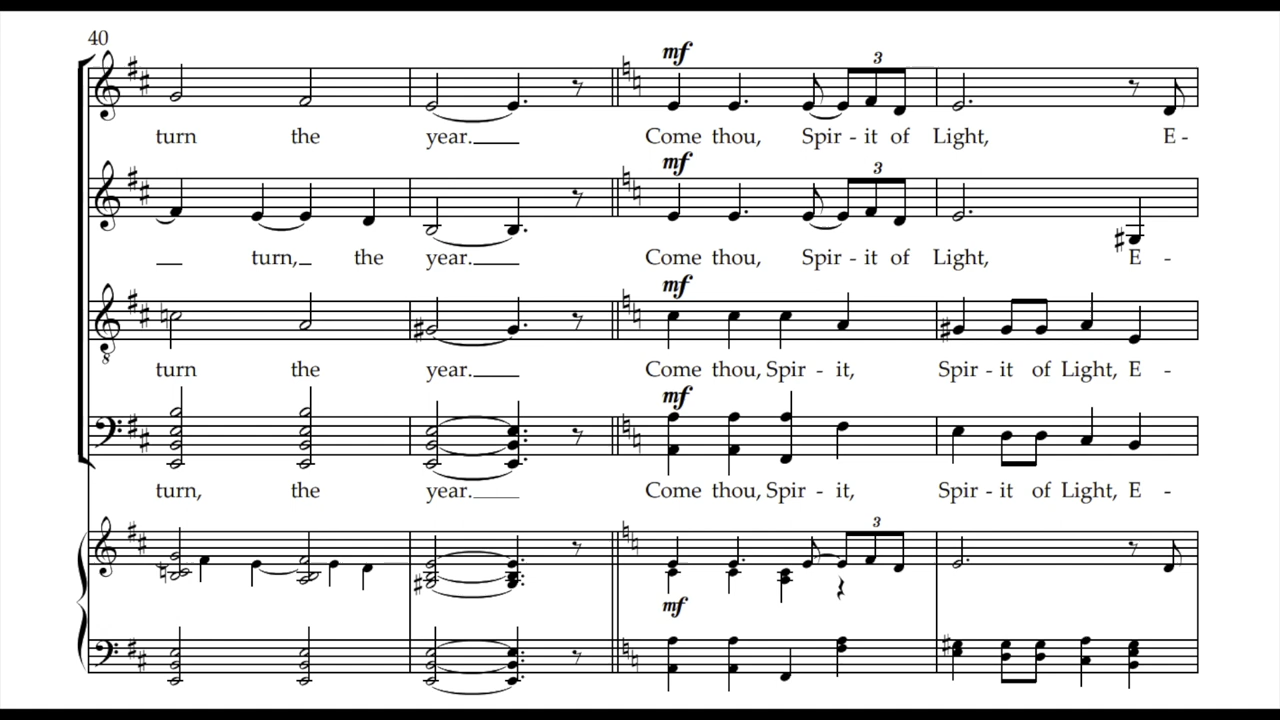 40
mf
3
turn the year. Come thou, Spir - it of Light, E -
mf
3
turn, the year. Come thou, Spir - it of Light, E -
mf
8
turn the year. Come thou, Spir - it, Spir - it of Light, E -
mf
turn, the year. Come thou, Spir - it, Spir - it of Light, E -
3
mf